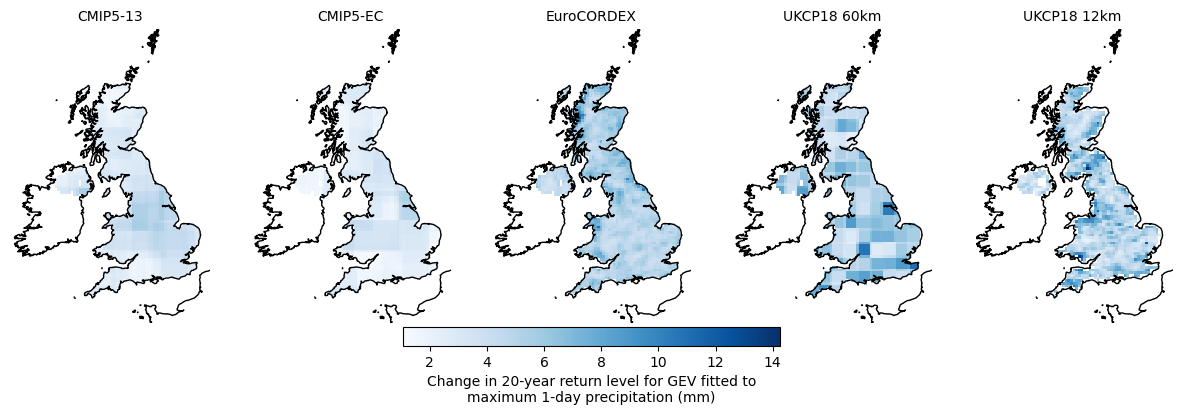 CMIP5-13
CMIP5-EC
EuroCORDEX
UKCP18 60km
UKCP18 12km
2 4 6 8 10 12 14
Change in 20-year return level for GEV fitted to
maximum 1-day precipitation (mm)